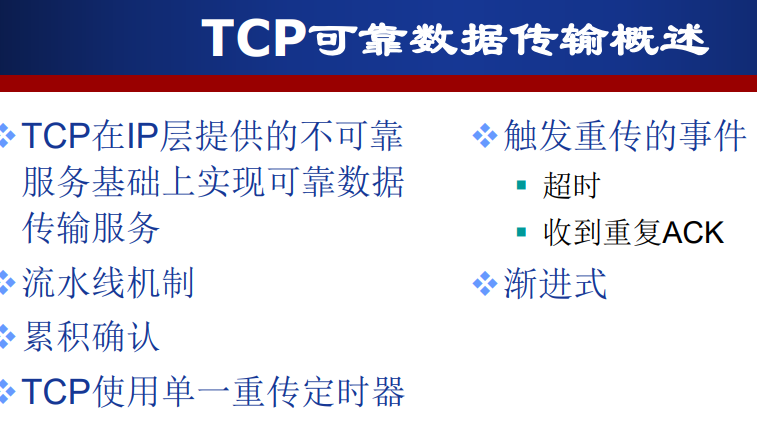 TCP可靠数据传输概述
TCP在IP层提供的不可靠
服务基础上实现可靠数据
传输服务
流水线机制
累积确认
TCP使用单一重传定时器
触发重传的事件
超时
收到重复ACK
渐进式